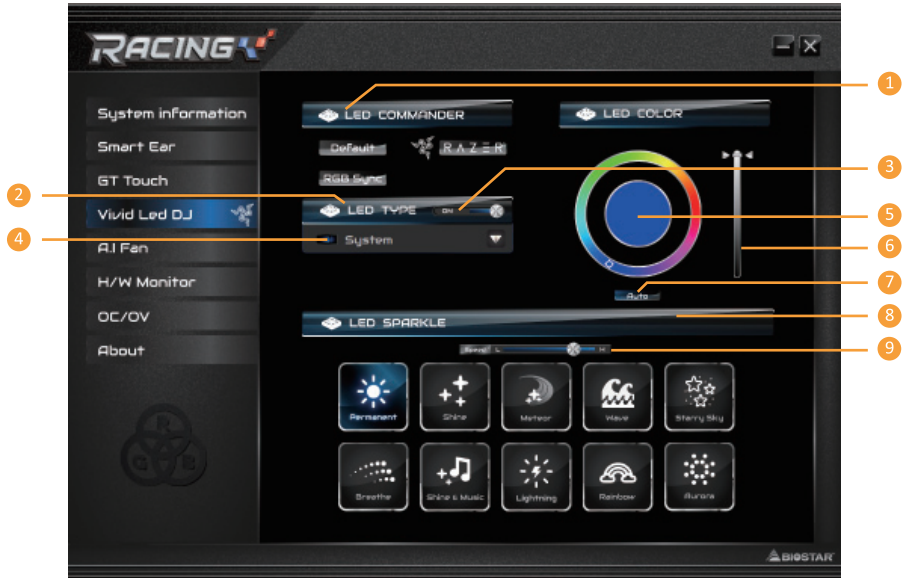 RACING
1
System information
LED COMMANDER
LED COLOR
Smart Ear
Default
RAZER
GT Touch
RGB Sync
3
2
LED TYPE
ON
Vivid Led DJ
5
4
System
6
A.I Fan
H/W Monitor
7
Auto
OC/OV
8
LED SPARKLE
About
Speed L H
9
Permanent
Shine
Meteor
Wave
Starry Sky
R
G B
Breathe
Shine & Music
Lightning
Rainbow
Aurora
BIOSTAR